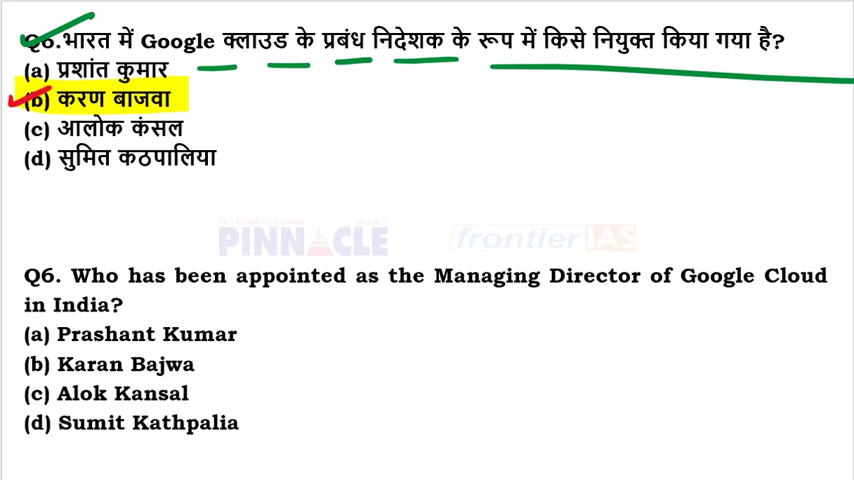 Q6.भारत में Google क्लाउड के प्रबंध निदेशक के रूप में किसे नियुक्त किया गया है?
(a) प्रशांत कुमार
(b) करण बाजवा
(c) आलोक कंसल
(d) सुमित कठपालिया
PINNACLE frontier IAS
Q6. Who has been appointed as the Managing Director of Google Cloud
in India?
(a) Prashant Kumar
(b) Karan Bajwa
(c) Alok Kansal
(d) Sumit Kathpalia